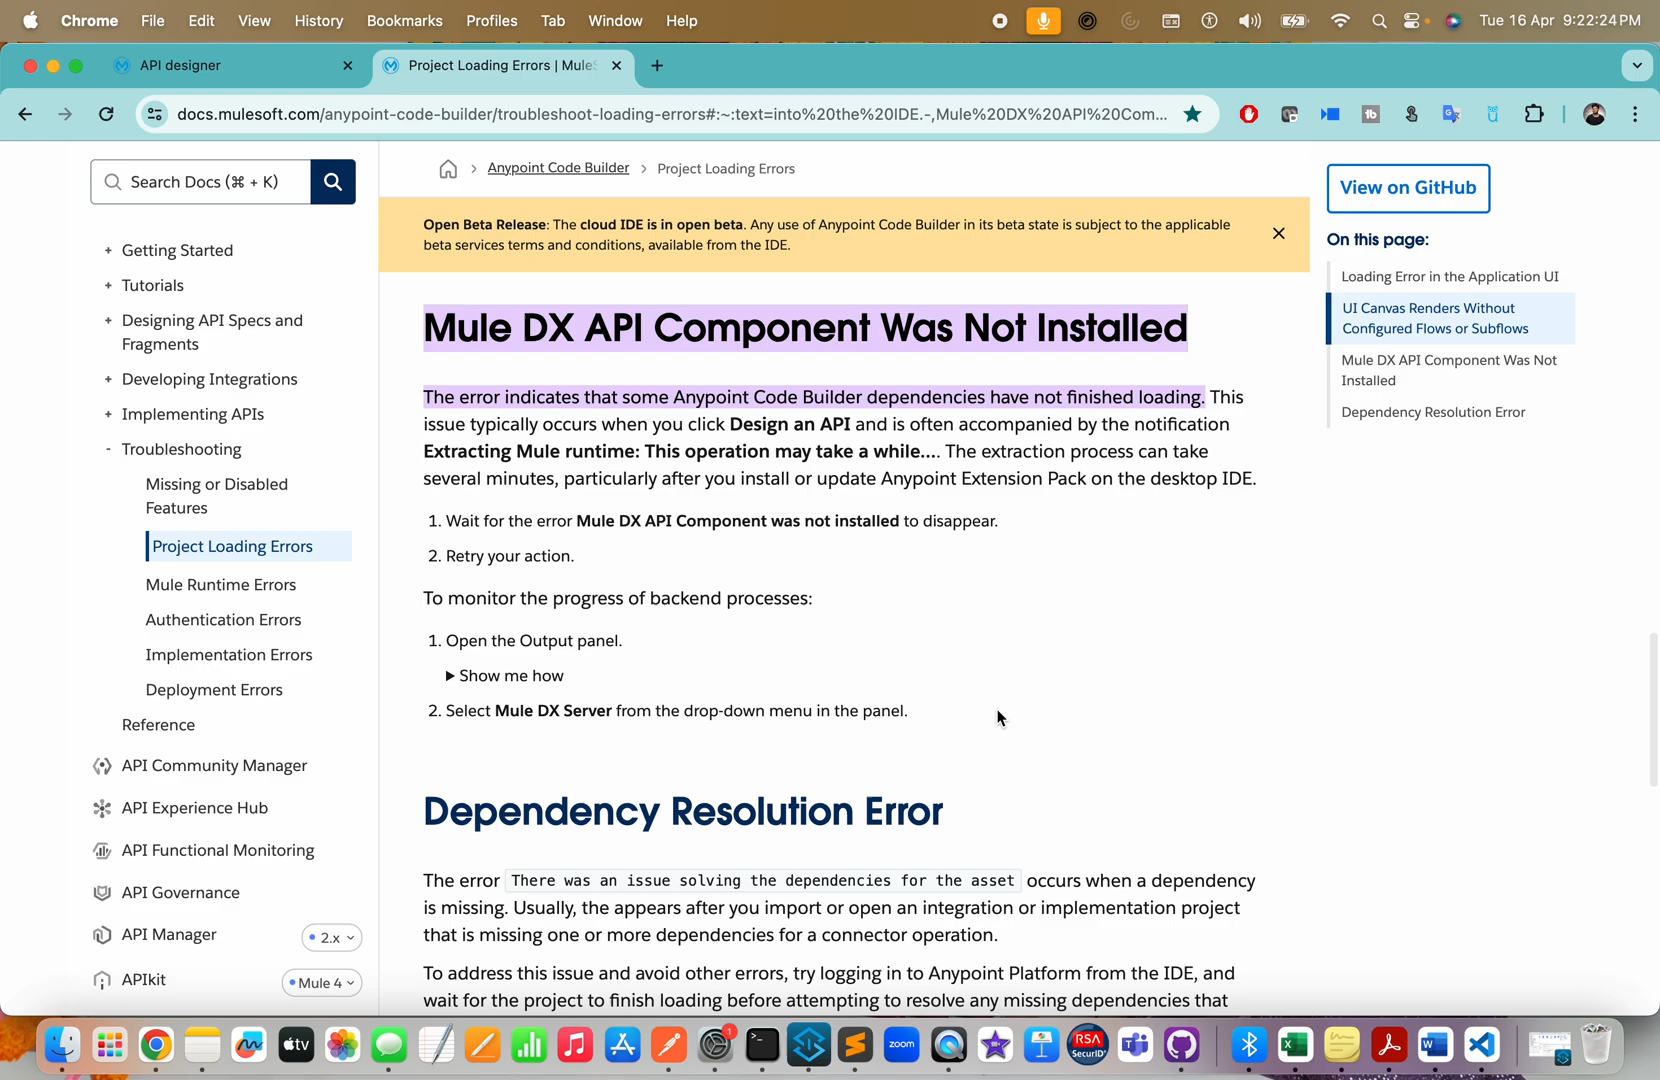 Chrome File Edit View History Bookmarks Profiles Tab Window Help Tue 16 Apr 9:22:24 PM
API designer
Project Loading Errors | Mule
docs.mulesoft.com/anypoint-code-builder/troubleshoot-loading-errors#:~:text=into%20the%20IDE.-,Mule%20DX%20API%20Com...
Search Docs (⌘ + K)
+ Getting Started
+ Tutorials
+ Designing API Specs and
Fragments
+ Developing Integrations
+ Implementing APIs
- Troubleshooting
Missing or Disabled
Features
Project Loading Errors
Mule Runtime Errors
Authentication Errors
Implementation Errors
Deployment Errors
Reference
API Community Manager
API Experience Hub
API Functional Monitoring
API Governance
API Manager 2.x
APIkit Mule 4
Anypoint Code Builder > Project Loading Errors
Open Beta Release: The cloud IDE is in open beta. Any use of Anypoint Code Builder in its beta state is subject to the applicable
beta services terms and conditions, available from the IDE.
Mule DX API Component Was Not Installed
The error indicates that some Anypoint Code Builder dependencies have not finished loading. This
issue typically occurs when you click Design an API and is often accompanied by the notification
Extracting Mule runtime: This operation may take a while.... The extraction process can take
several minutes, particularly after you install or update Anypoint Extension Pack on the desktop IDE.
1. Wait for the error Mule DX API Component was not installed to disappear.
2. Retry your action.
To monitor the progress of backend processes:
1. Open the Output panel.
Show me how
2. Select Mule DX Server from the drop-down menu in the panel.
Dependency Resolution Error
The error There was an issue solving the dependencies for the asset occurs when a dependency
is missing. Usually, the appears after you import or open an integration or implementation project
that is missing one or more dependencies for a connector operation.
To address this issue and avoid other errors, try logging in to Anypoint Platform from the IDE, and
wait for the project to finish loading before attempting to resolve any missing dependencies that
View on GitHub
On this page:
Loading Error in the Application UI
UI Canvas Renders Without
Configured Flows or Subflows
Mule DX API Component Was Not
Installed
Dependency Resolution Error
tv
1
zoom
RSA
SecurID